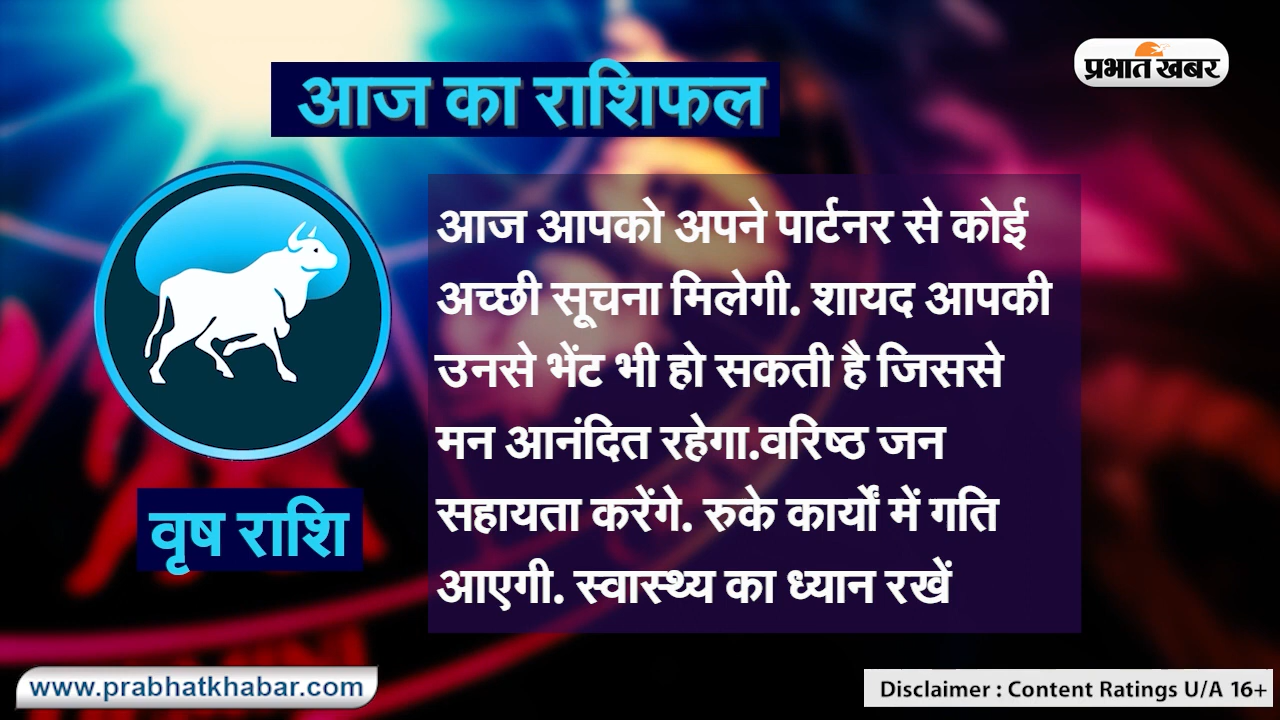 प्रभात खबर
आज का राशिफल
आज आपको अपने पार्टनर से कोई
अच्छी सूचना मिलेगी. शायद आपकी
उनसे भेंट भी हो सकती है जिससे
मन आनंदित रहेगा.वरिष्ठ जन
सहायता करेंगे. रुके कार्यों में गति
आएगी. स्वास्थ्य का ध्यान रखें
वृष राशि
www.prabhatkhabar.com
Disclaimer : Content Ratings U/A 16+